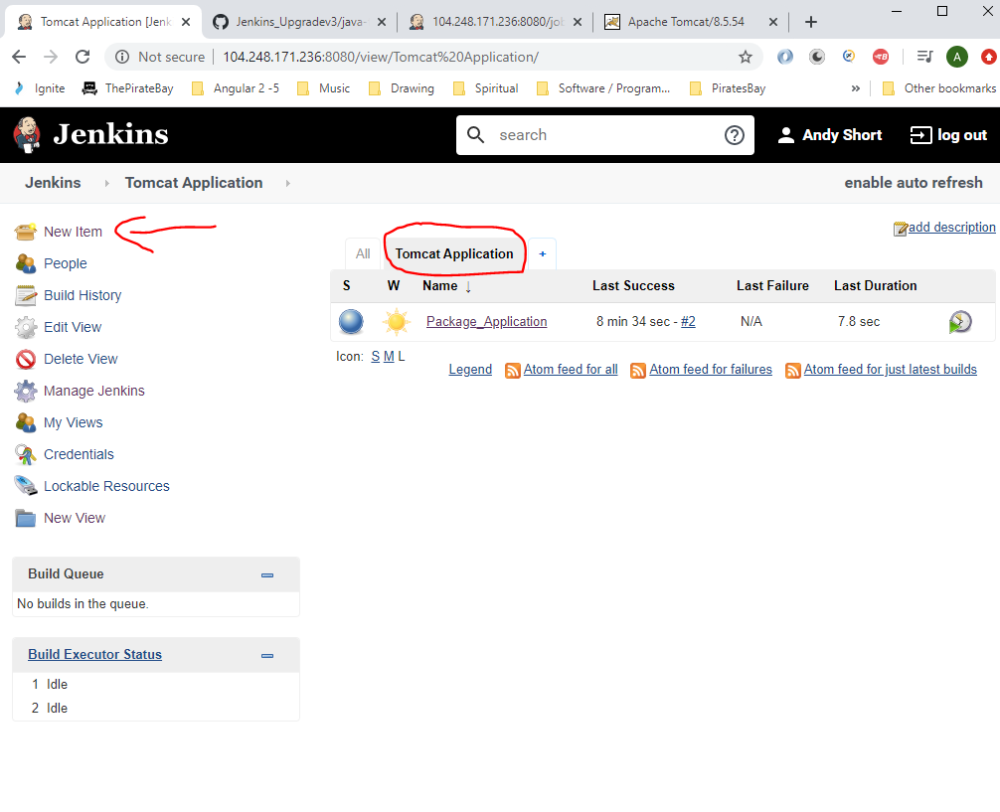 Tomcat Application [Jenk Jenkins_Upgradev3/java- 104.248.171.236:8080/job Apache Tomcat/8.5.54
Not secure 104.248.171.236:8080/view/Tomcat%20Application/ A
Ignite ThePirateBay Angular 2 -5 Music Drawing Spiritual Software / Program... PiratesBay » Other bookmarks
Jenkins search Andy Short log out
Jenkins Tomcat Application enable auto refresh
add description
New Item
People
Build History
Edit View
Delete View
Manage Jenkins
My Views
Credentials
Lockable Resources
New View
All Tomcat Application +
S W Name ↓ Last Success Last Failure Last Duration
Package_Application 8 min 34 sec - #2 N/A 7.8 sec
Icon: S M L
Legend Atom feed for all Atom feed for failures Atom feed for just latest builds
Build Queue
No builds in the queue.
Build Executor Status
1 Idle
2 Idle